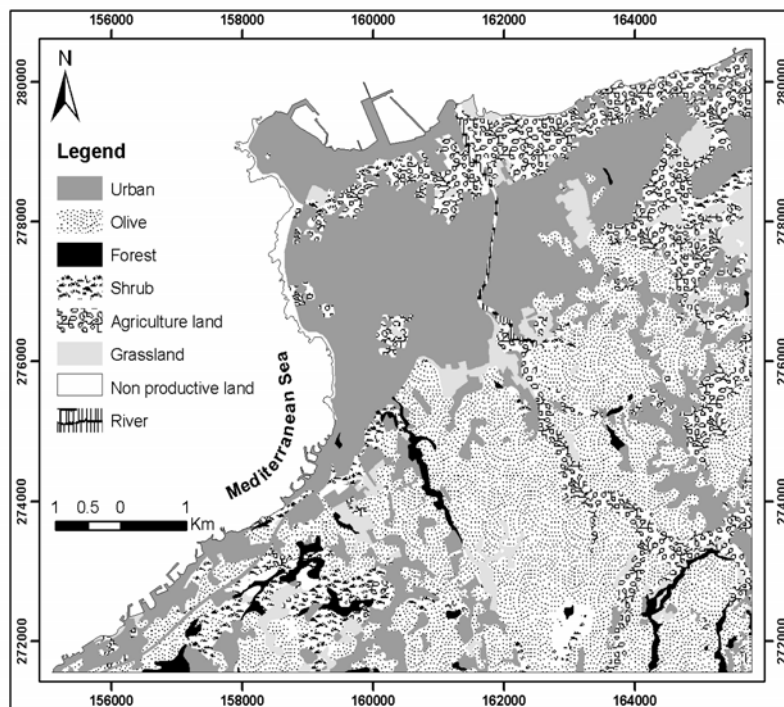 156000 158000 160000 162000 164000
280000 280000
N
Legend
Urban
Olive
Forest
Shrub
Agriculture land
Grassland
Non productive land
River
278000 278000
276000 276000
Mediterranean Sea
274000 274000
1 0.5 0 1
Km
272000 272000
156000 158000 160000 162000 164000